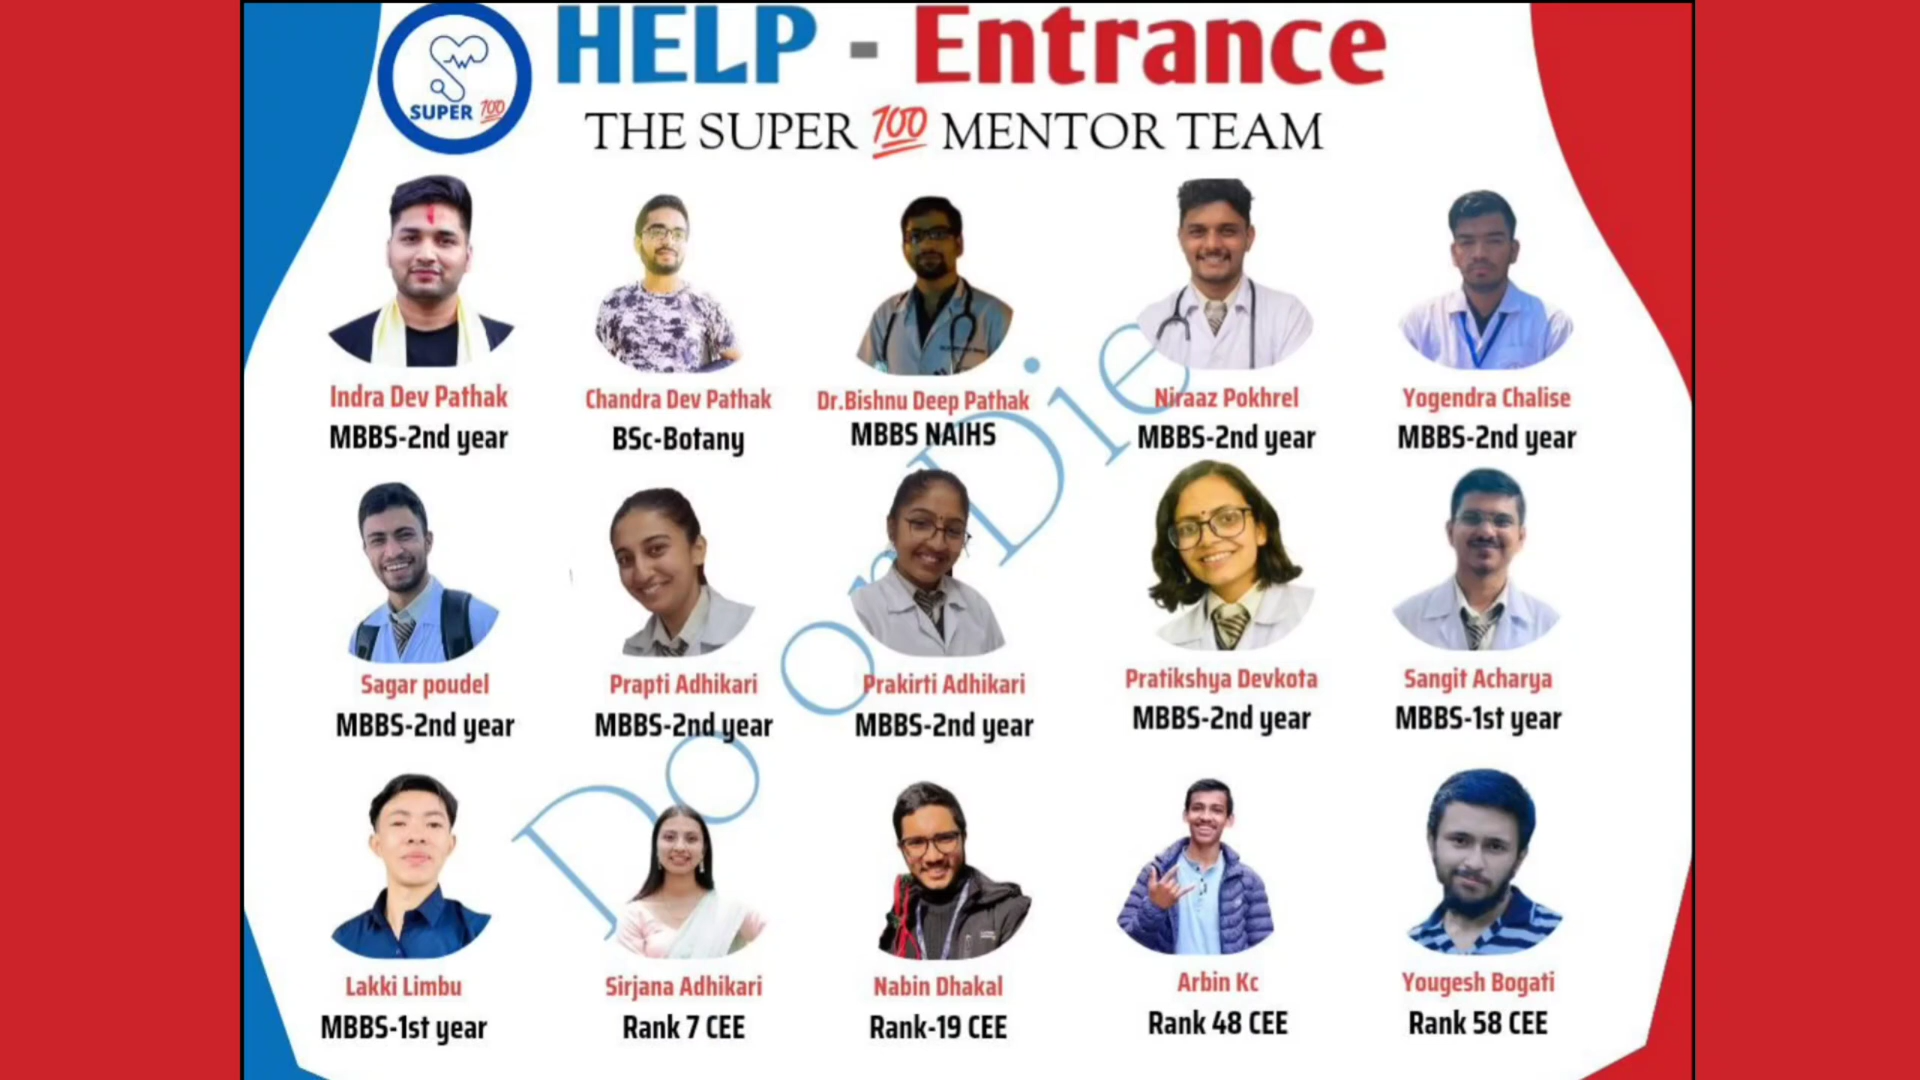 SUPER 💯
HELP - Entrance
THE SUPER 💯 MENTOR TEAM
Indra Dev Pathak
MBBS-2nd year
Chandra Dev Pathak
BSc-Botany
Dr.Bishnu Deep Pathak
MBBS NAIHS
Niraaz Pokhrel
MBBS-2nd year
Yogendra Chalise
MBBS-2nd year
Sagar poudel
MBBS-2nd year
Prapti Adhikari
MBBS-2nd year
Prakirti Adhikari
MBBS-2nd year
Pratikshya Devkota
MBBS-2nd year
Sangit Acharya
MBBS-1st year
Lakki Limbu
MBBS-1st year
Sirjana Adhikari
Rank 7 CEE
Nabin Dhakal
Rank-19 CEE
Arbin Kc
Rank 48 CEE
Yougesh Bogati
Rank 58 CEE
Do or Die